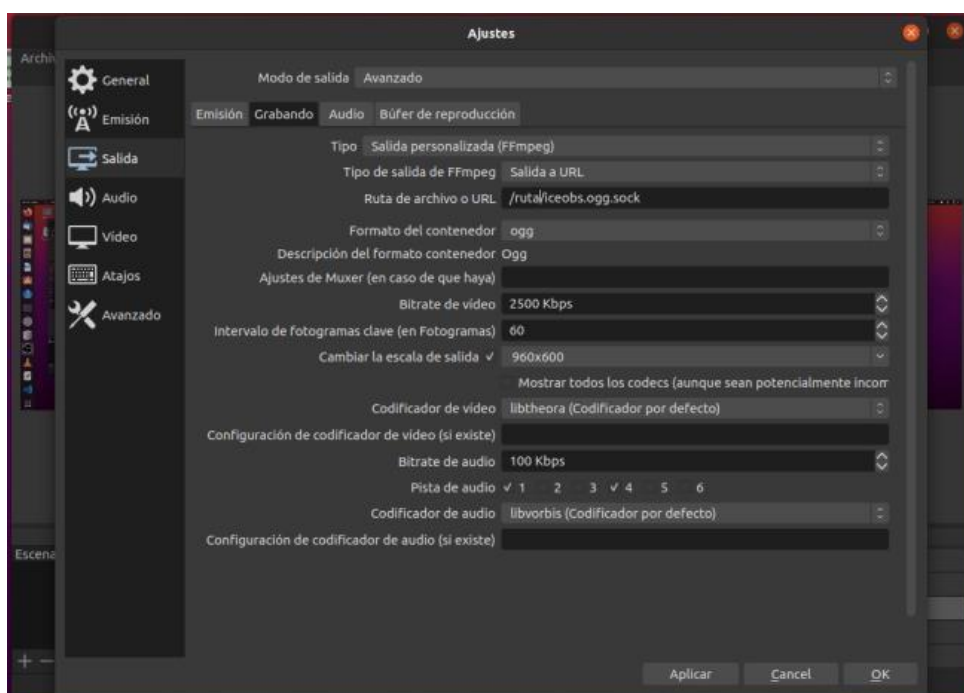 Ajustes
Archiv
General
Emisión
Salida
Audio
Vídeo
Atajos
Avanzado
Modo de salida Avanzado
Emisión Grabando Audio Búfer de reproducción
Tipo Salida personalizada (FFmpeg)
Tipo de salida de FFmpeg Salida a URL
Ruta de archivo o URL /ruta/iceobs.ogg.sock
Formato del contenedor ogg
Descripción del formato contenedor Ogg
Ajustes de Muxer (en caso de que haya)
Bitrate de vídeo 2500 Kbps
Intervalo de fotogramas clave (en Fotogramas) 60
Cambiar la escala de salida ✓ 960x600
Mostrar todos los codecs (aunque sean potencialmente incom
Codificador de vídeo libtheora (Codificador por defecto)
Configuración de codificador de vídeo (si existe)
Bitrate de audio 100 Kbps
Pista de audio ✓ 1 2 3 ✓ 4 5 6
Codificador de audio libvorbis (Codificador por defecto)
Configuración de codificador de audio (si existe)
Escena
Aplicar Cancel OK